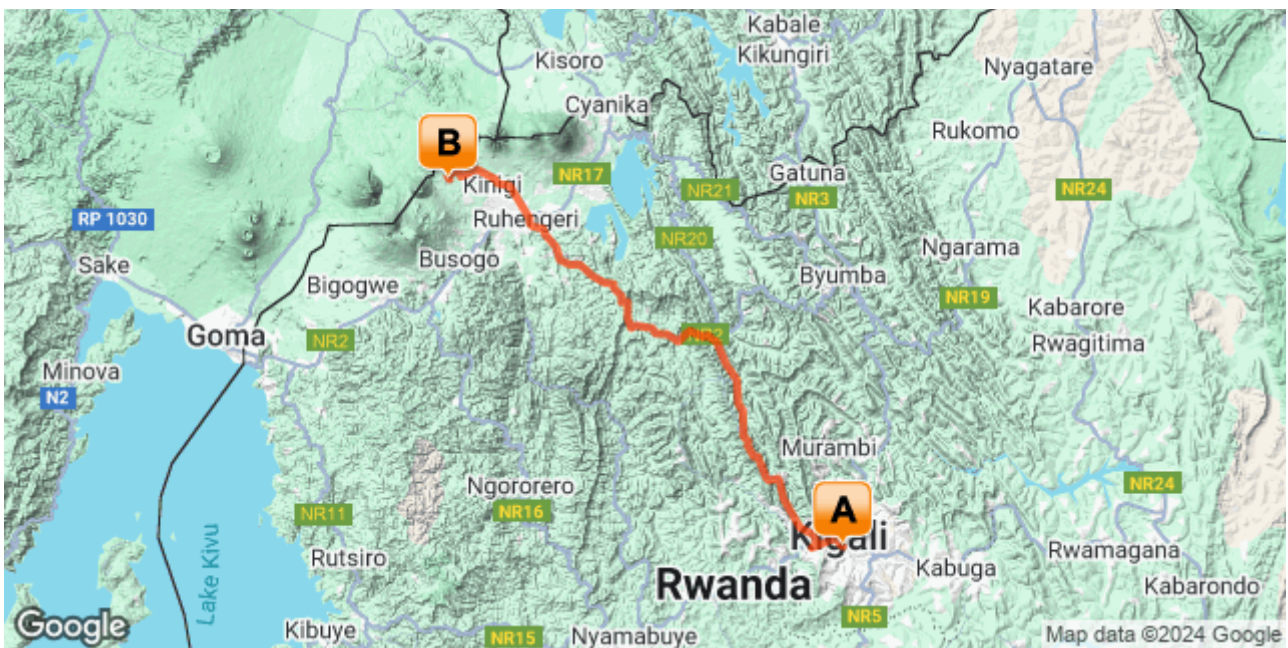 Kabale
Kikungiri
Kisoro
Nyagatare
Cyanika
Rukomo
B
NR17
Gatuna
NR24
Kinigi
NR21
NR3
RP 1030
Ruhengeri
NR20
Ngarama
Sake
Busogo
Byumba
Bigogwe
NR19
Kabarore
Goma
NR2
NR2
Rwagitima
Minova
N2
Murambi
Ngororero
NR24
A
NR16
NR11
Kigali
Rutsiro
Rwamagana
Kabuga
Lake Kivu
Rwanda
Kabarondo
NR5
Google
Kibuye
NR15
Nyamabuye
Map data ©2024 Google